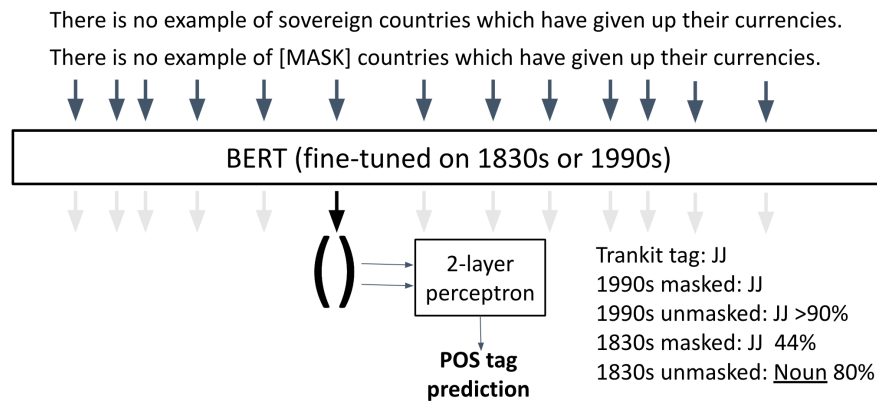 There is no example of sovereign countries which have given up their currencies.
There is no example of [MASK] countries which have given up their currencies.
BERT (fine-tuned on 1830s or 1990s)
( )
2-layer
perceptron
POS tag
prediction
Trankit tag: JJ
1990s masked: JJ
1990s unmasked: JJ >90%
1830s masked: JJ 44%
1830s unmasked: Noun 80%